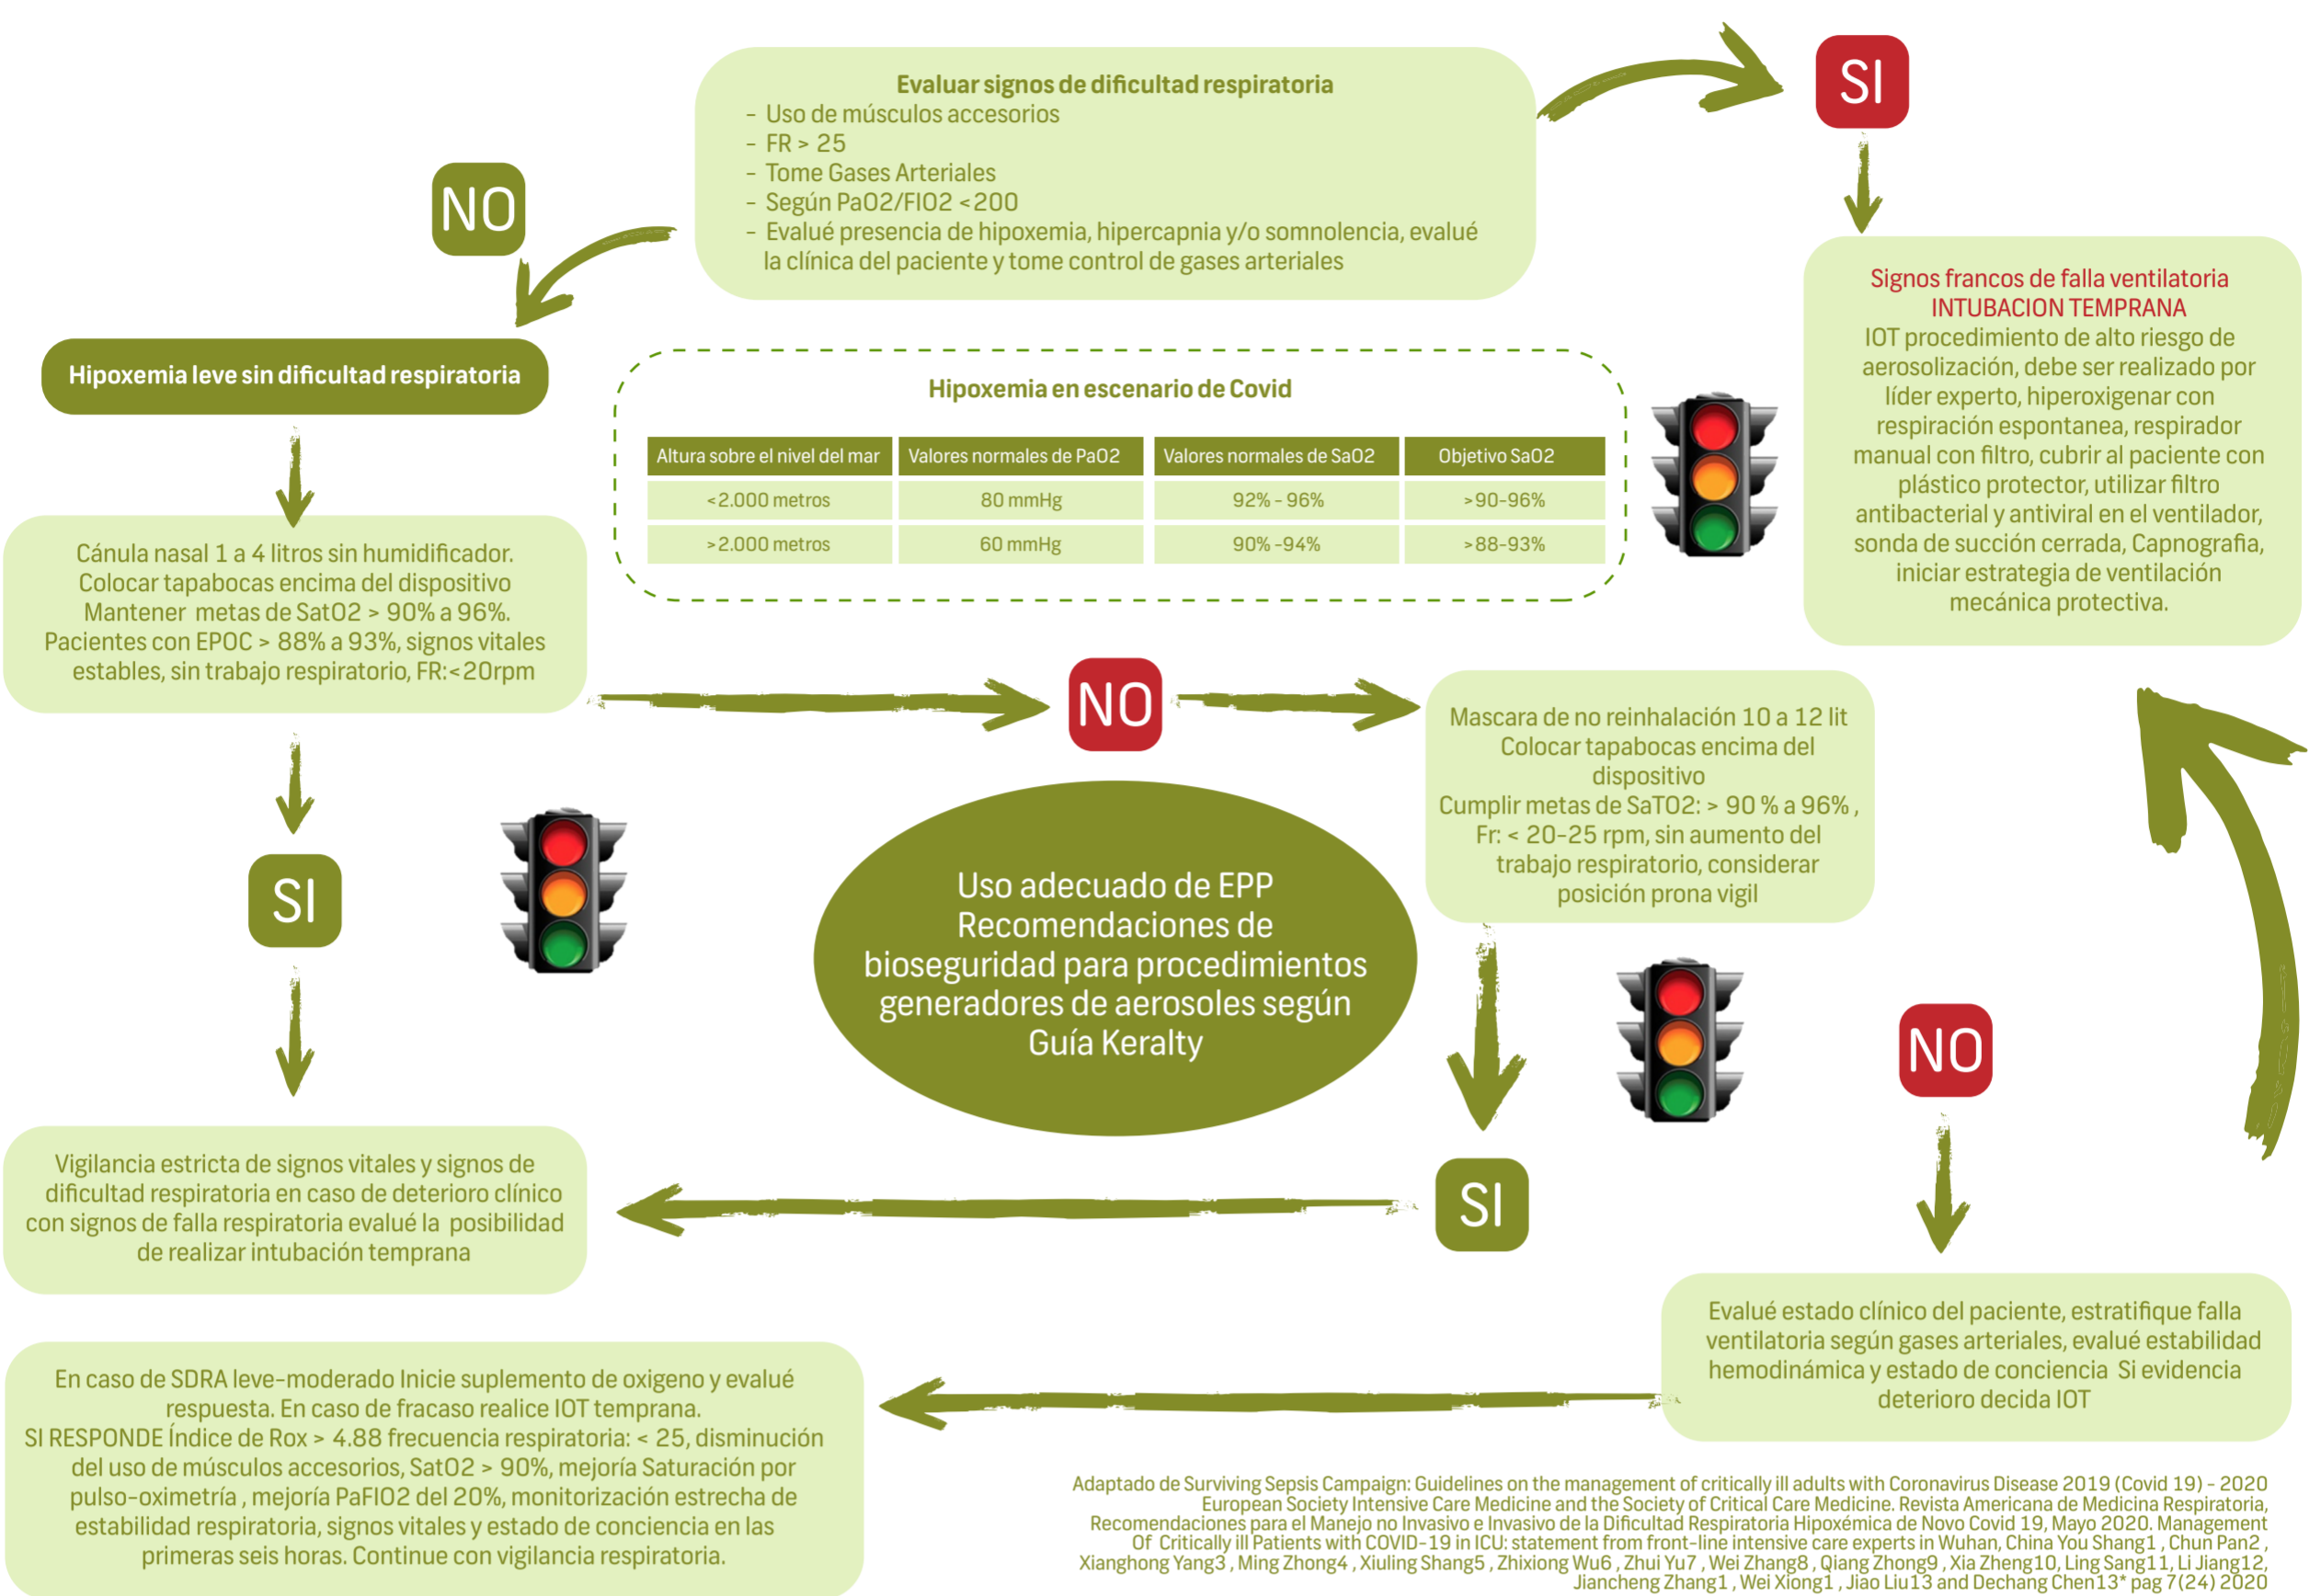 Evaluar signos de dificultad respiratoria
- Uso de músculos accesorios
- FR > 25
- Tome Gases Arteriales
- Según PaO2/FIO2 <200
- Evalué presencia de hipoxemia, hipercapnia y/o somnolencia, evalué
la clínica del paciente y tome control de gases arteriales
SI
NO
Signos francos de falla ventilatoria
INTUBACION TEMPRANA
IOT procedimiento de alto riesgo de
aerosolización, debe ser realizado por
líder experto, hiperoxigenar con
respiración espontanea, respirador
manual con filtro, cubrir al paciente con
plástico protector, utilizar filtro
antibacterial y antiviral en el ventilador,
sonda de succión cerrada, Capnografia,
iniciar estrategia de ventilación
mecánica protectiva.
Hipoxemia leve sin dificultad respiratoria
Hipoxemia en escenario de Covid
Altura sobre el nivel del mar Valores normales de PaO2 Valores normales de SaO2 Objetivo SaO2
<2.000 metros 80 mmHg 92% - 96% >90-96%
>2.000 metros 60 mmHg 90% -94% >88-93%
Cánula nasal 1 a 4 litros sin humidificador.
Colocar tapabocas encima del dispositivo
Mantener metas de SatO2 > 90% a 96%.
Pacientes con EPOC > 88% a 93%, signos vitales
estables, sin trabajo respiratorio, FR:<20rpm
NO
Mascara de no reinhalación 10 a 12 lit
Colocar tapabocas encima del
dispositivo
Cumplir metas de SaTO2: > 90 % a 96% ,
Fr: < 20-25 rpm, sin aumento del
trabajo respiratorio, considerar
posición prona vigil
SI
Uso adecuado de EPP
Recomendaciones de
bioseguridad para procedimientos
generadores de aerosoles según
Guía Keralty
NO
SI
Vigilancia estricta de signos vitales y signos de
dificultad respiratoria en caso de deterioro clínico
con signos de falla respiratoria evalué la posibilidad
de realizar intubación temprana
Evalué estado clínico del paciente, estratifique falla
ventilatoria según gases arteriales, evalué estabilidad
hemodinámica y estado de conciencia Si evidencia
deterioro decida IOT
En caso de SDRA leve-moderado Inicie suplemento de oxigeno y evalué
respuesta. En caso de fracaso realice IOT temprana.
SI RESPONDE Índice de Rox > 4.88 frecuencia respiratoria: < 25, disminución
del uso de músculos accesorios, SatO2 > 90%, mejoría Saturación por
pulso-oximetría , mejoría PaFIO2 del 20%, monitorización estrecha de
estabilidad respiratoria, signos vitales y estado de conciencia en las
primeras seis horas. Continue con vigilancia respiratoria.
Adaptado de Surviving Sepsis Campaign: Guidelines on the management of critically ill adults with Coronavirus Disease 2019 (Covid 19) - 2020
European Society Intensive Care Medicine and the Society of Critical Care Medicine. Revista Americana de Medicina Respiratoria,
Recomendaciones para el Manejo no Invasivo e Invasivo de la Dificultad Respiratoria Hipoxémica de Novo Covid 19, Mayo 2020. Management
Of Critically ill Patients with COVID-19 in ICU: statement from front-line intensive care experts in Wuhan, China You Shang1 , Chun Pan2 ,
Xianghong Yang3 , Ming Zhong4 , Xiuling Shang5 , Zhixiong Wu6 , Zhui Yu7 , Wei Zhang8 , Qiang Zhong9 , Xia Zheng10, Ling Sang11, Li Jiang12,
Jiancheng Zhang1 , Wei Xiong1 , Jiao Liu13 and Dechang Chen13* pag 7(24) 2020